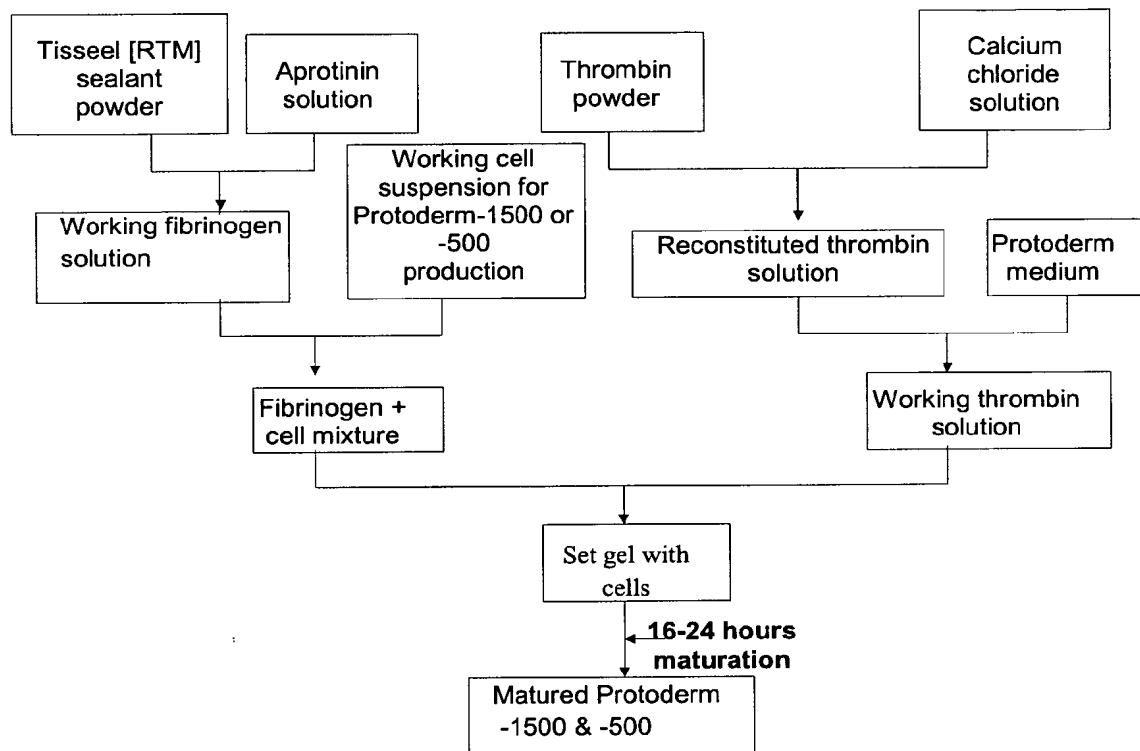 Tisseel [RTM]
sealant
powder
Aprotinin
solution
Thrombin
powder
Calcium
chloride
solution
Working cell
suspension for
Protoderm-1500 or
-500
production
Working fibrinogen
solution
Reconstituted thrombin
solution
Protoderm
medium
Fibrinogen +
cell mixture
Working thrombin
solution
Set gel with
cells
16-24 hours
maturation
Matured Protoderm
-1500 & -500